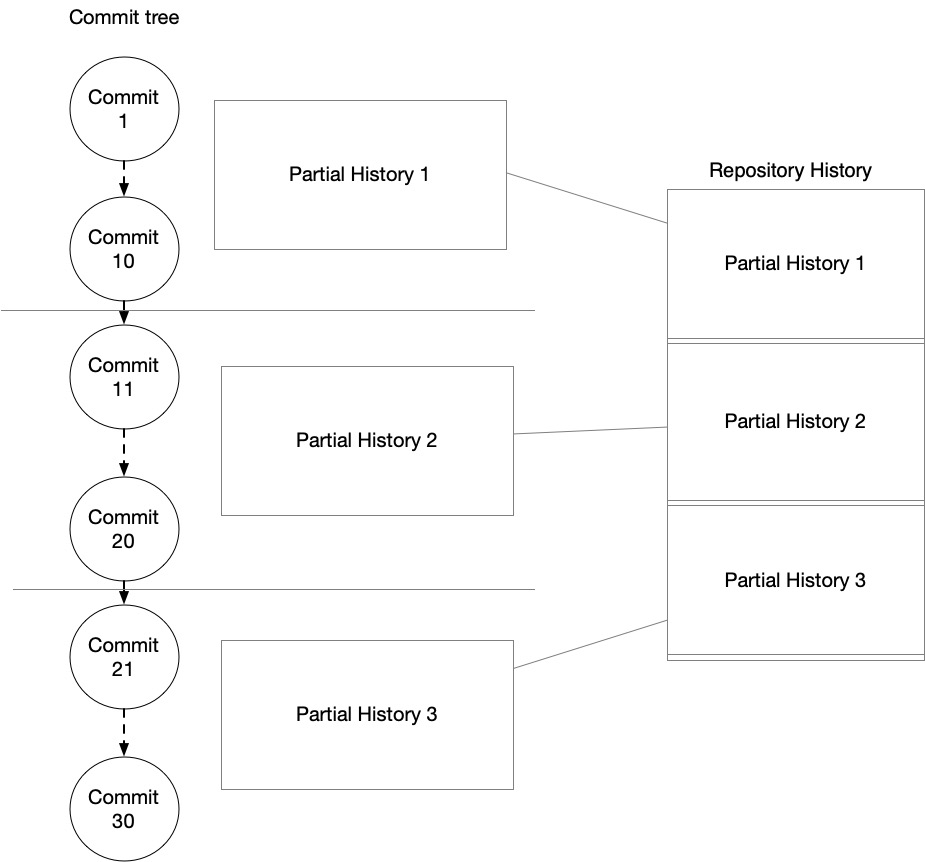 Commit tree
Commit
1
Partial History 1
Repository History
Commit
10
Partial History 1
Commit
11
Partial History 2
Partial History 2
Commit
20
Partial History 3
Commit
21
Partial History 3
Commit
30